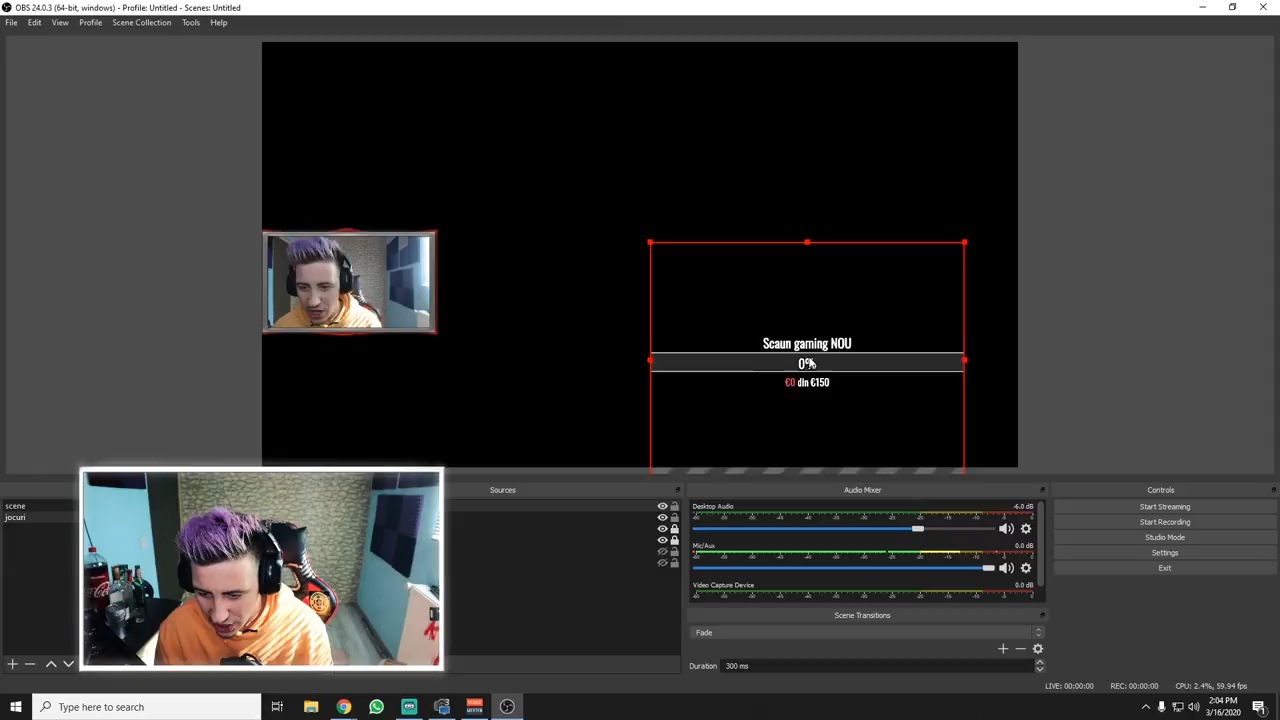 OBS 24.0.3 (64-bit, windows) - Profile: Untitled - Scenes: Untitled
File Edit View Profile Scene Collection Tools Help
Scaun gaming NOU
0%
€0 din €150
Sources
Audio Mixer
Controls
scene
jocuri
Desktop Audio -6.0 dB
Mic/Aux 0.0 dB
Video Capture Device 0.0 dB
Start Streaming
Start Recording
Studio Mode
Settings
Exit
Scene Transitions
Fade
Duration 300 ms
LIVE: 00:00:00 REC: 00:00:00 CPU: 2.4%, 59.94 fps
Type here to search
2:04 PM
3/16/2020